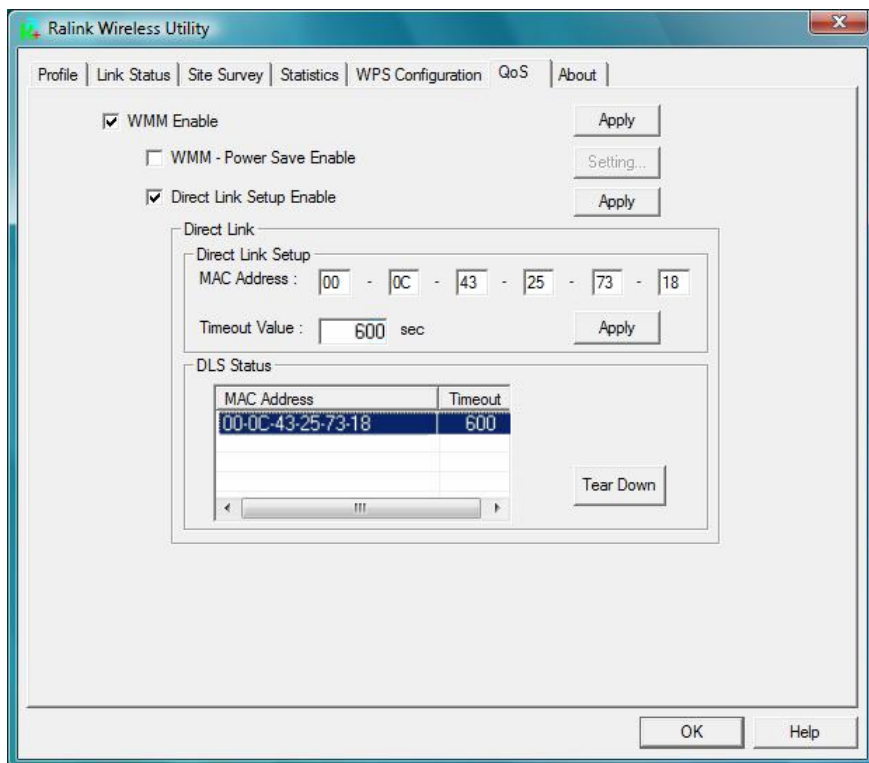 Ralink Wireless Utility
Profile Link Status Site Survey Statistics WPS Configuration QoS About
WMM Enable Apply
WMM - Power Save Enable Setting...
Direct Link Setup Enable Apply
Direct Link
Direct Link Setup
MAC Address : 00 - 0C - 43 - 25 - 73 - 18
Timeout Value : 600 sec Apply
DLS Status
MAC Address Timeout
00-0C-43-25-73-18 600
Tear Down
OK Help